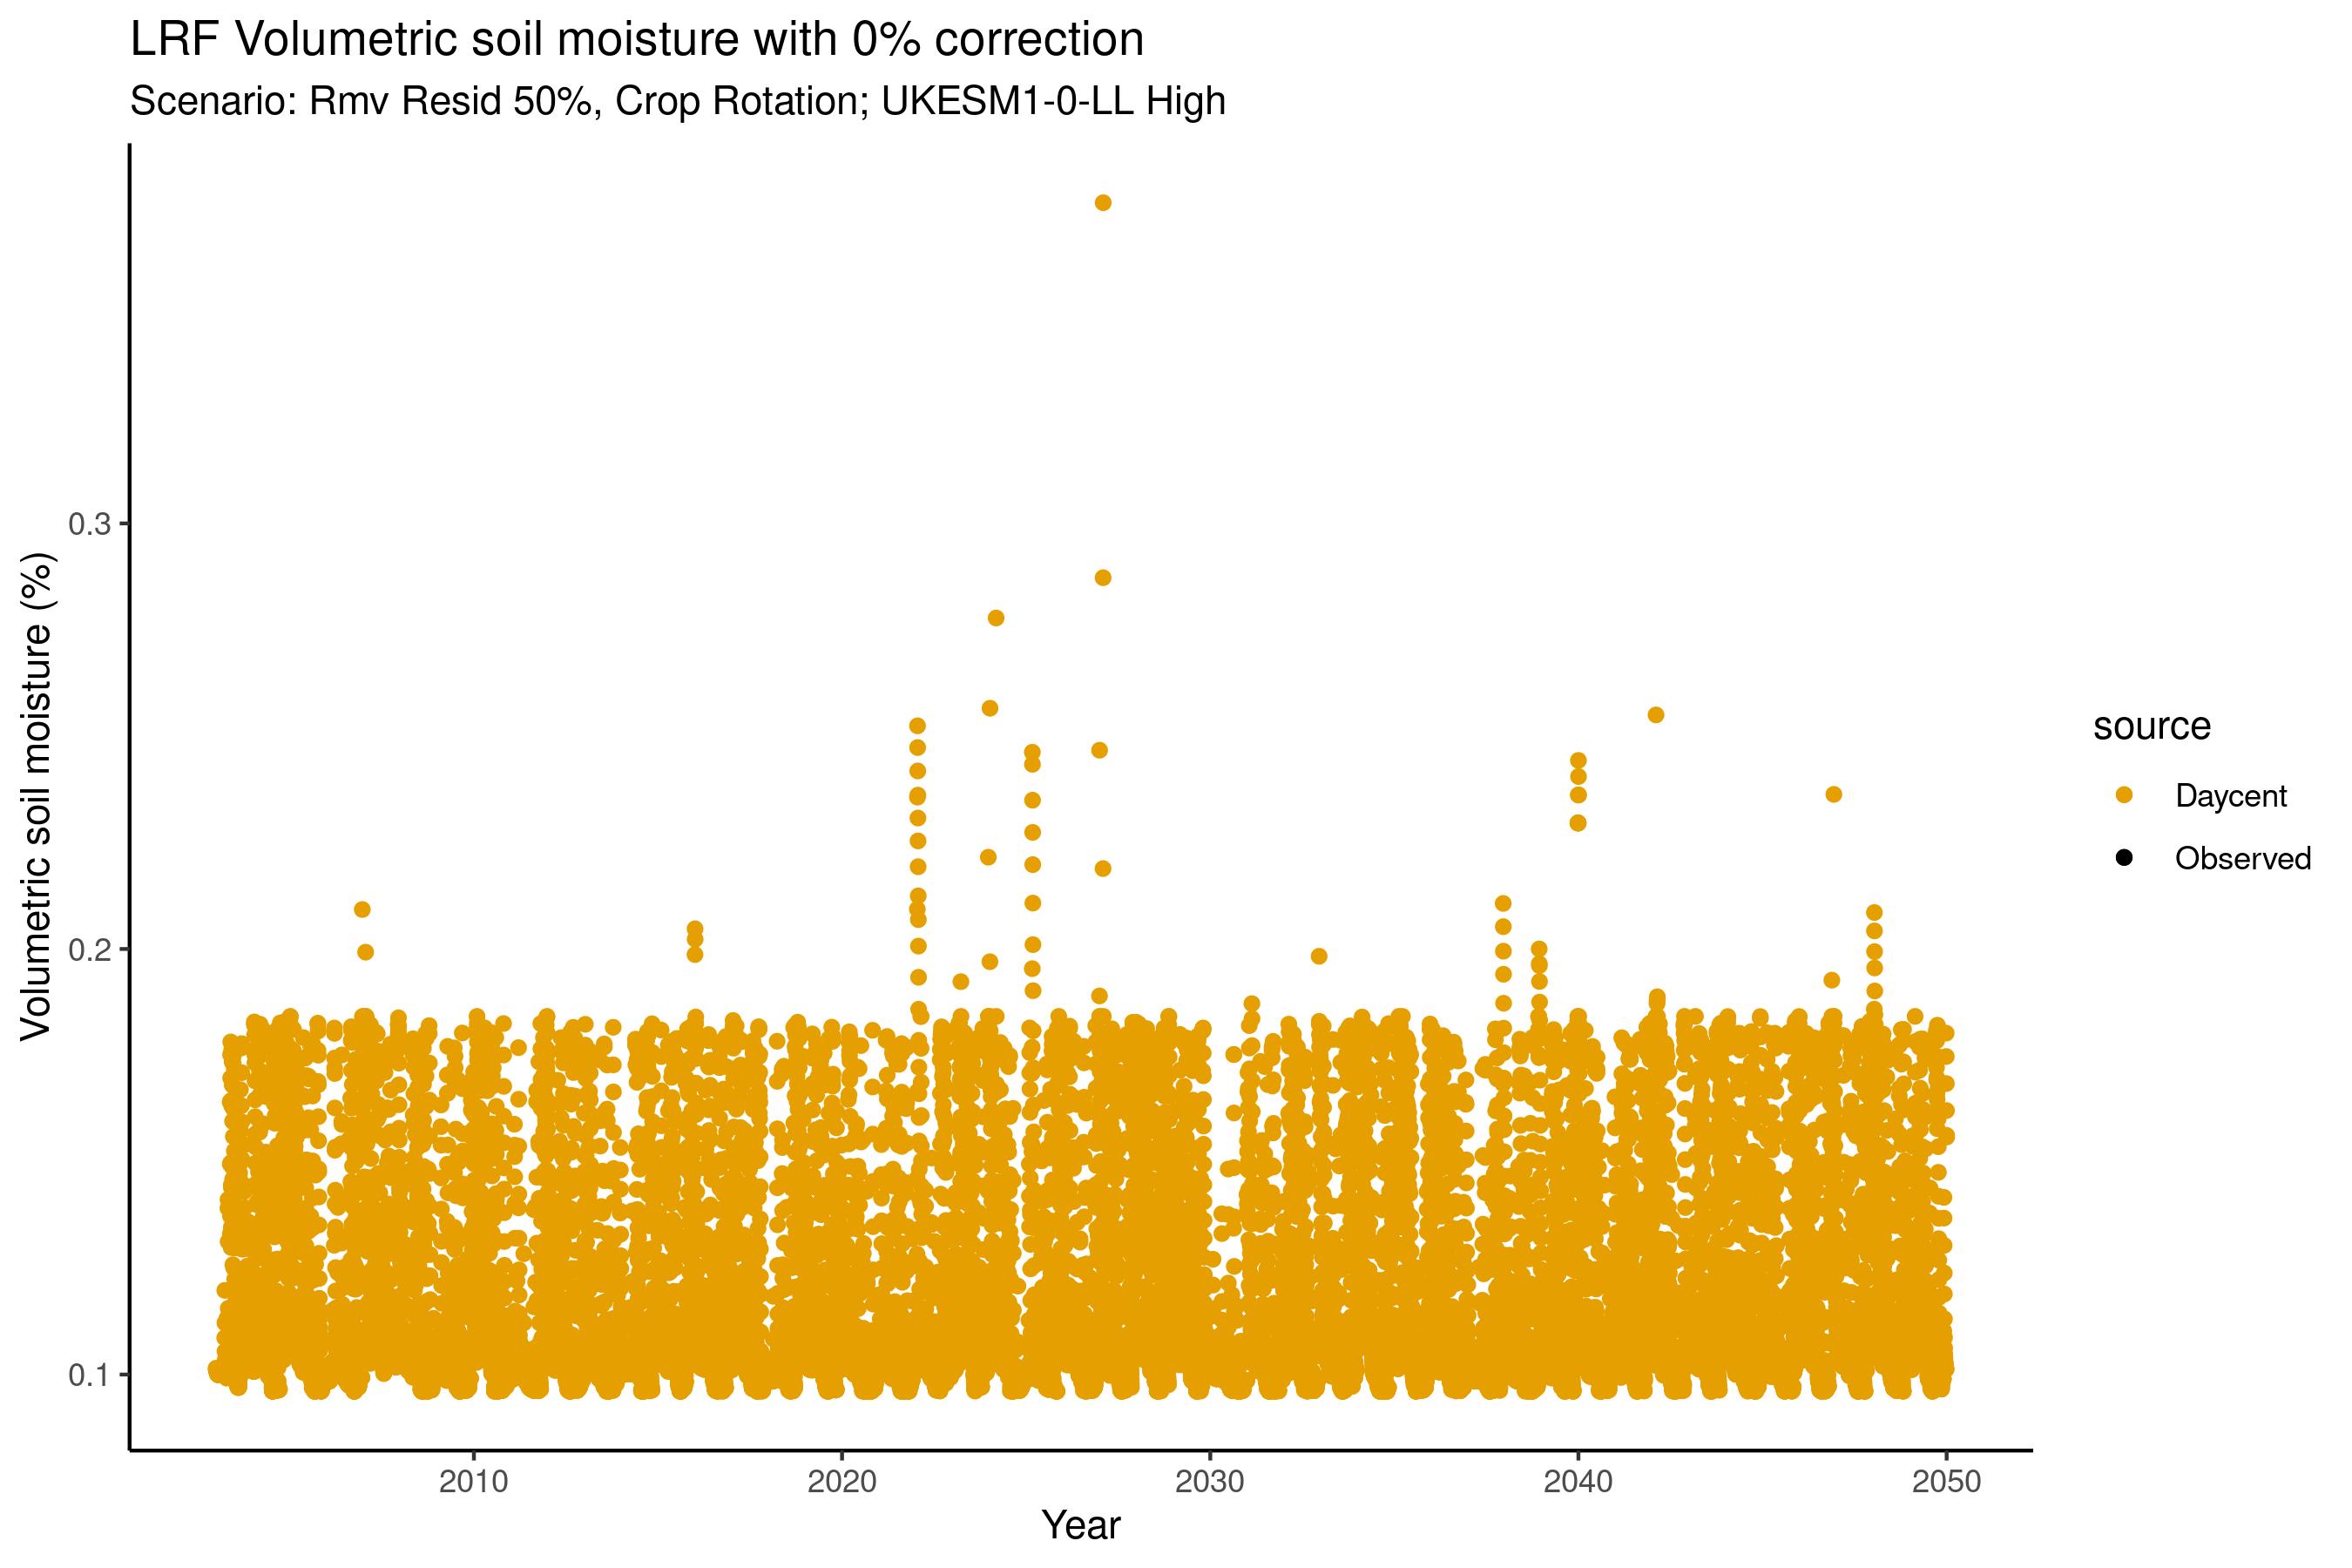 LRF Volumetric soil moisture with 0% correction
Scenario: Rmv Resid 50%, Crop Rotation; UKESM1-0-LL High
Volumetric soil moisture (%)
0.3
0.2
0.1
2010 2020 2030 2040 2050
Year
source
Daycent
Observed